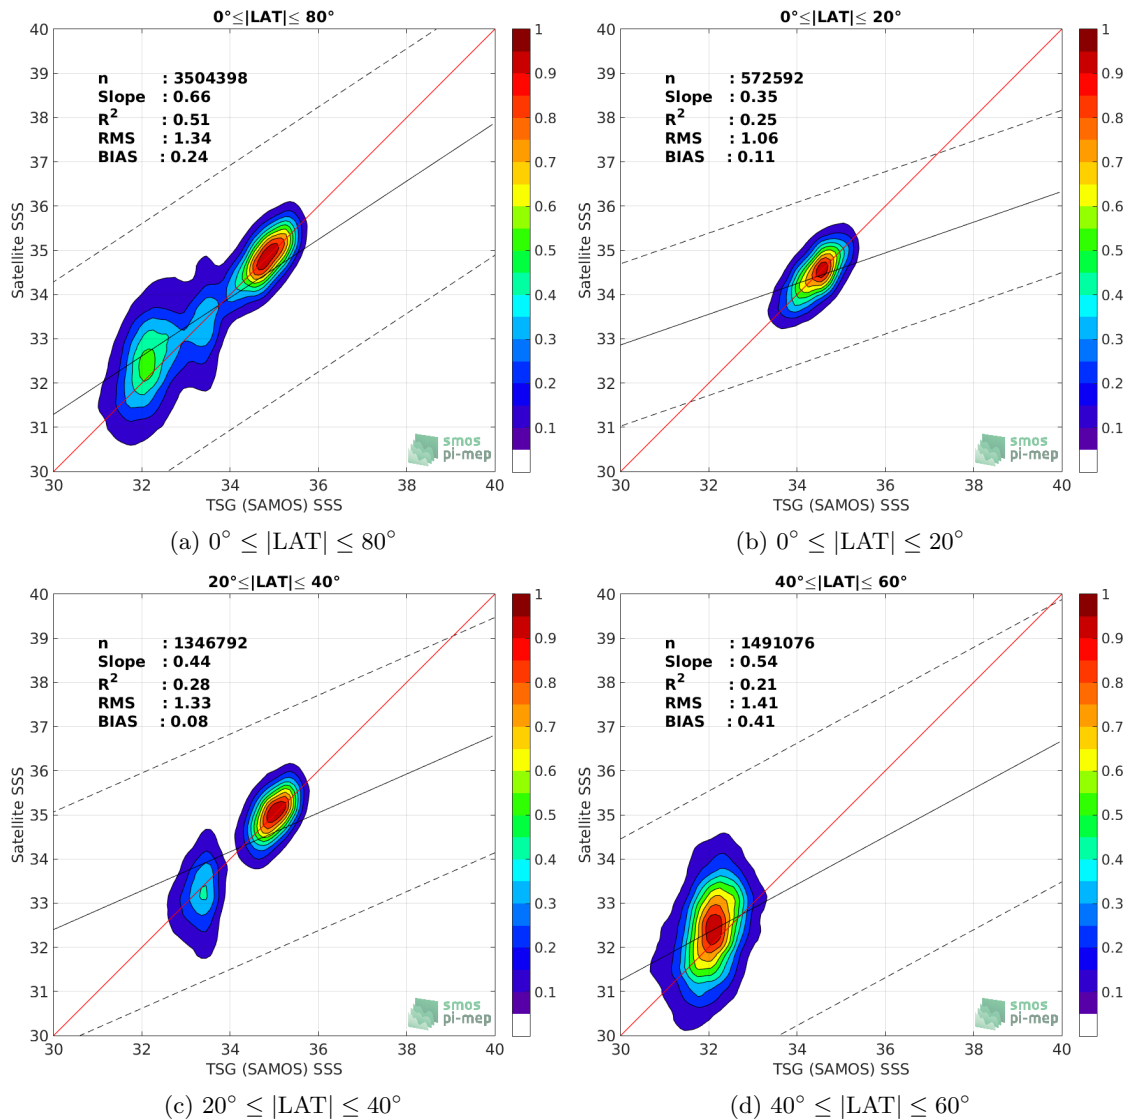 0°≤|LAT|≤ 80°
40
39
38
37
36
35
34
33
32
31
30
Satellite SSS
n : 3504398
Slope : 0.66
R² : 0.51
RMS : 1.34
BIAS : 0.24
smos
pi-mep
30 32 34 36 38 40
TSG (SAMOS) SSS
1
0.9
0.8
0.7
0.6
0.5
0.4
0.3
0.2
0.1
(a) 0° ≤ |LAT| ≤ 80°
0°≤|LAT|≤ 20°
40
39
38
37
36
35
34
33
32
31
30
Satellite SSS
n : 572592
Slope : 0.35
R² : 0.25
RMS : 1.06
BIAS : 0.11
smos
pi-mep
30 32 34 36 38 40
TSG (SAMOS) SSS
1
0.9
0.8
0.7
0.6
0.5
0.4
0.3
0.2
0.1
(b) 0° ≤ |LAT| ≤ 20°
20°≤|LAT|≤ 40°
40
39
38
37
36
35
34
33
32
31
30
Satellite SSS
n : 1346792
Slope : 0.44
R² : 0.28
RMS : 1.33
BIAS : 0.08
smos
pi-mep
30 32 34 36 38 40
TSG (SAMOS) SSS
1
0.9
0.8
0.7
0.6
0.5
0.4
0.3
0.2
0.1
(c) 20° ≤ |LAT| ≤ 40°
40°≤|LAT|≤ 60°
40
39
38
37
36
35
34
33
32
31
30
Satellite SSS
n : 1491076
Slope : 0.54
R² : 0.21
RMS : 1.41
BIAS : 0.41
smos
pi-mep
30 32 34 36 38 40
TSG (SAMOS) SSS
1
0.9
0.8
0.7
0.6
0.5
0.4
0.3
0.2
0.1
(d) 40° ≤ |LAT| ≤ 60°